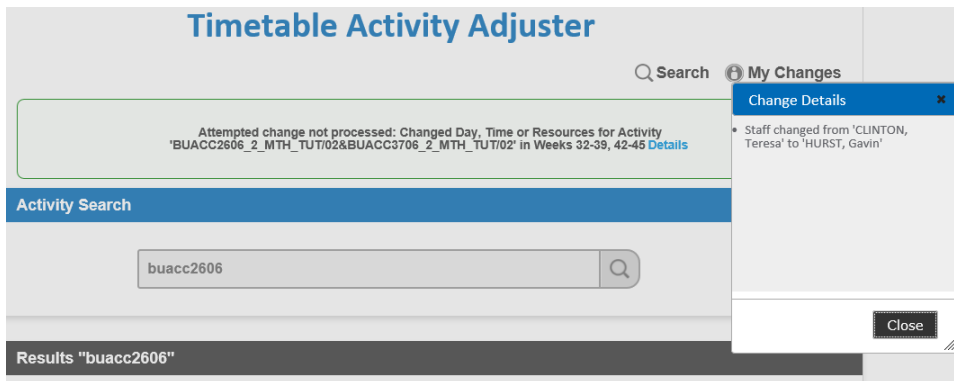 Timetable Activity Adjuster
Search
My Changes
Change Details
Attempted change not processed: Changed Day, Time or Resources for Activity
'BUACC2606_2_MTH_TUT/02&BUACC3706_2_MTH_TUT/02' in Weeks 32-39, 42-45 Details
• Staff changed from 'CLINTON,
Teresa' to 'HURST, Gavin'
Activity Search
buacc2606
Close
Results "buacc2606"